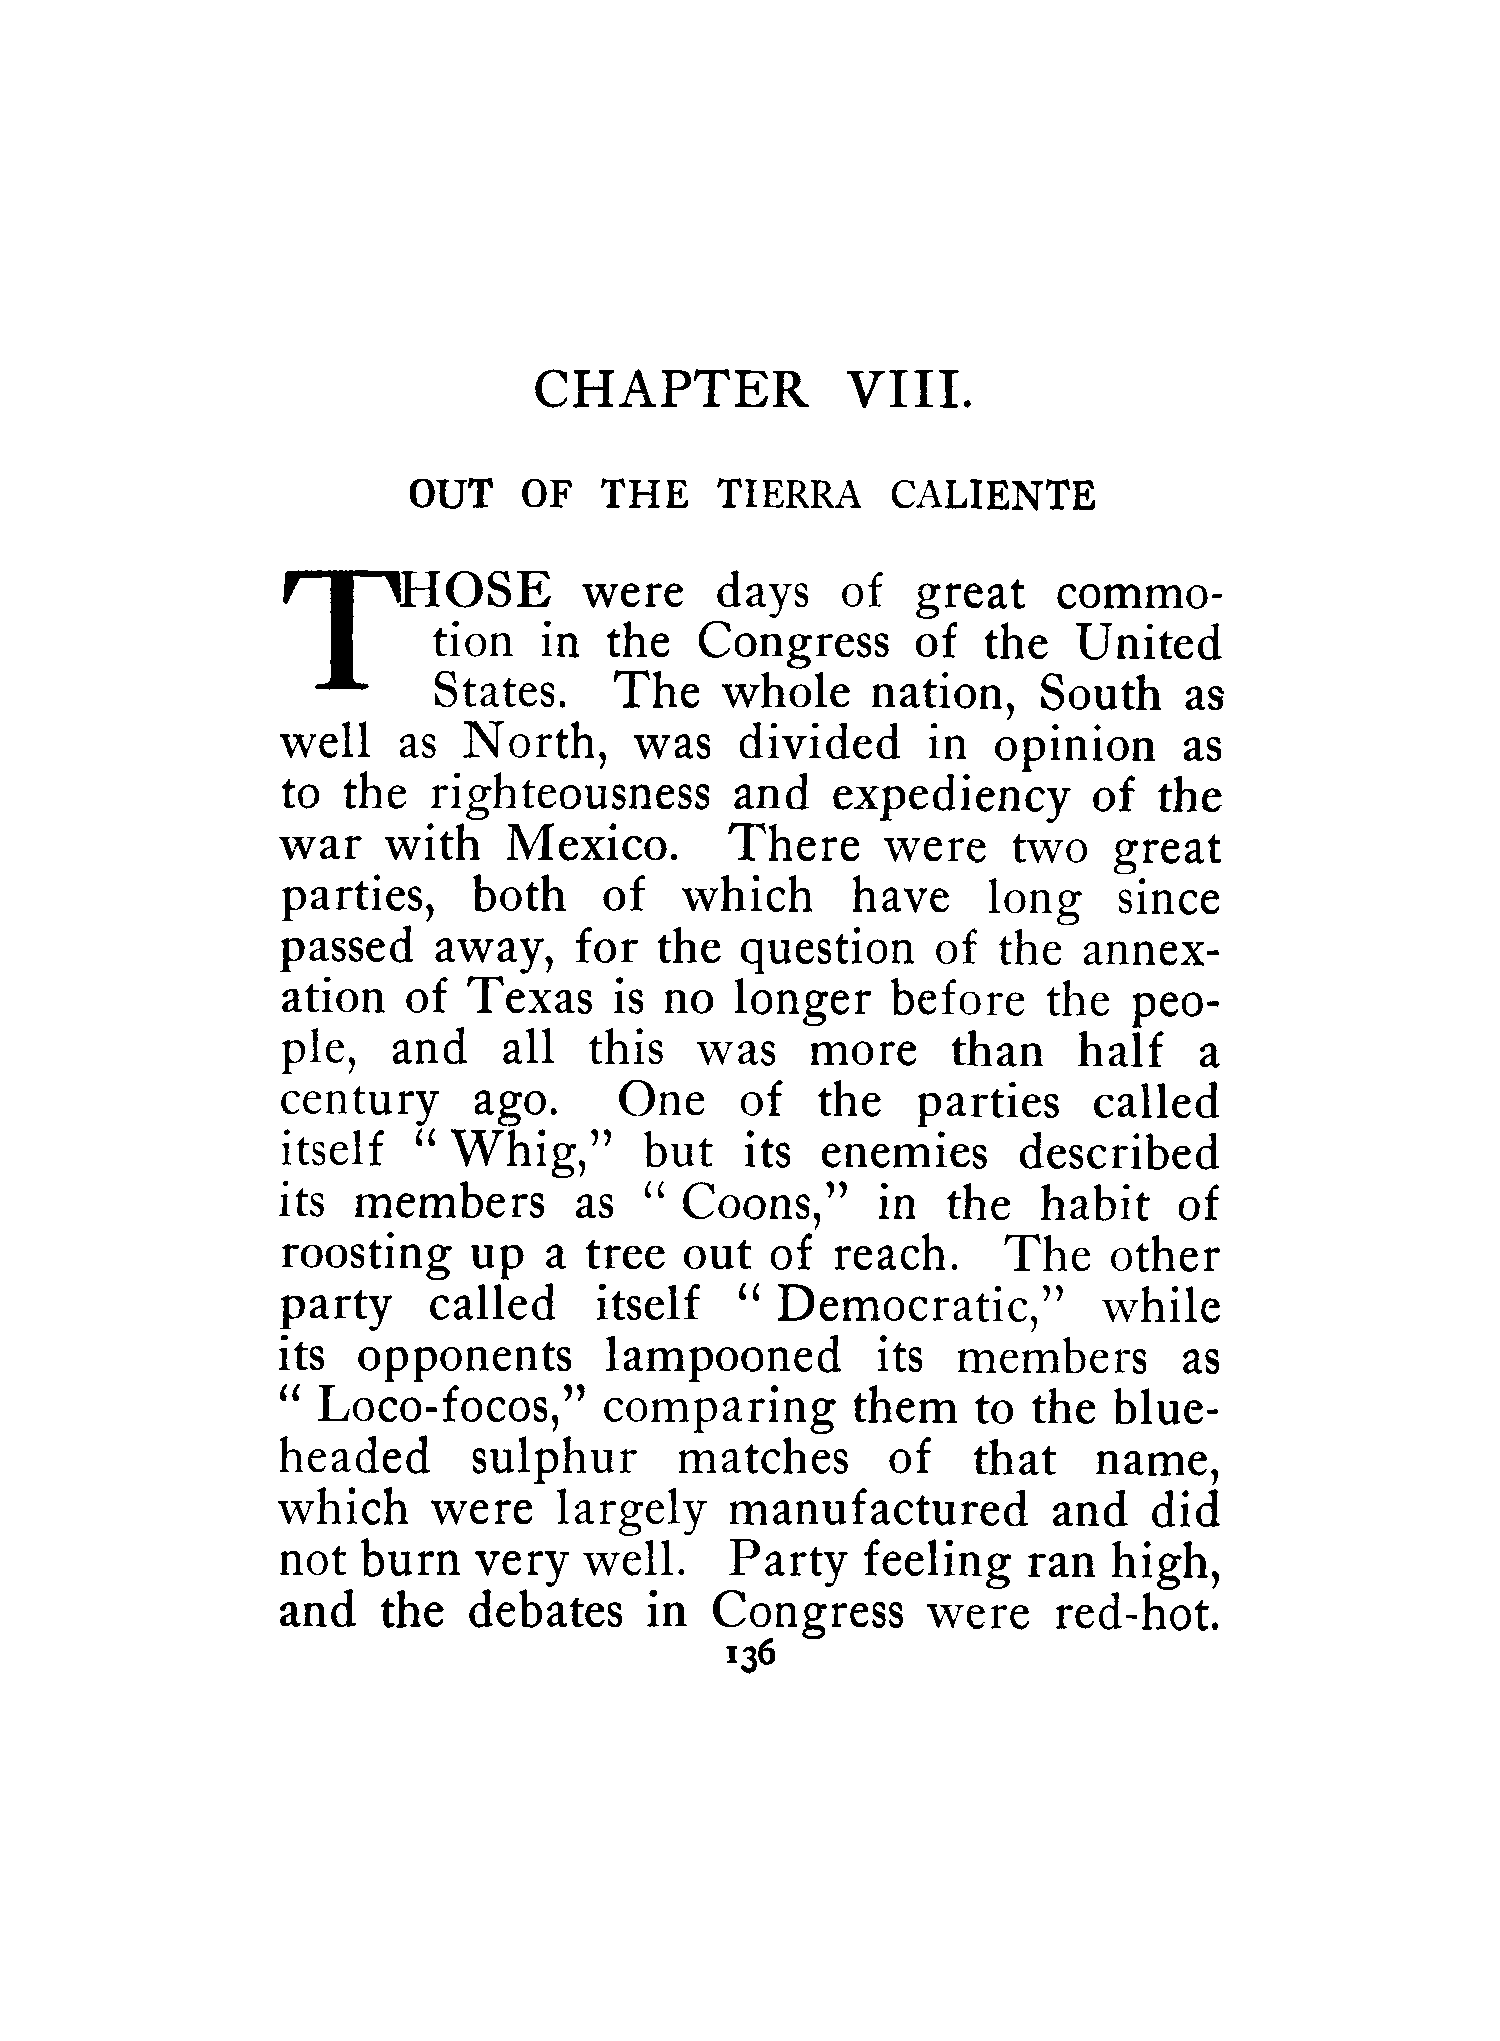 CHAPTER VIII.
OUT OF THE TIERRA CALIENTE
THOSE were days of great commo-
tion in the Congress of the United
States. The whole nation, South as
well as North, was divided in opinion as
to the righteousness and expediency of the
war with Mexico. There were two great
parties, both of which have long since
passed away, for the question of the annex-
ation of Texas is no longer before the peo-
ple, and all this was more than half a
century ago. One of the parties called
itself “ Whig,” but its enemies described
its members as “ Coons,” in the habit of
roosting up a tree out of reach. The other
party called itself “ Democratic,” while
its opponents lampooned its members as
“ Loco-focos,” comparing them to the blue-
headed sulphur matches of that name,
which were largely manufactured and did
not burn very well. Party feeling ran high,
and the debates in Congress were red-hot.
136